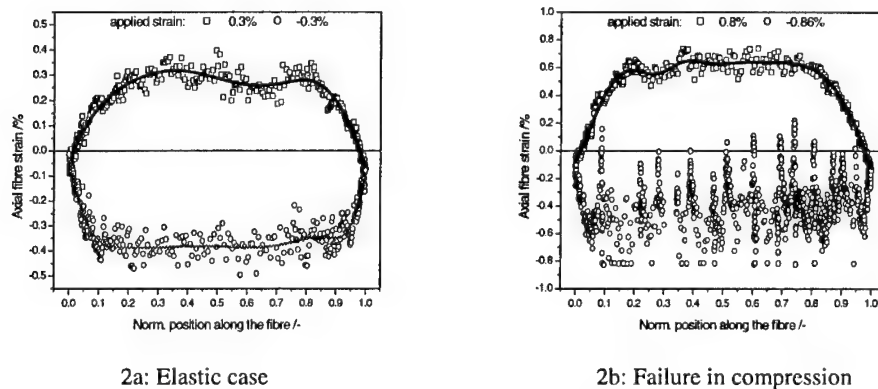 applied strain: □ 0.3% ○ -0.3%
0.5
0.4
0.3
0.2
0.1
0.0
-0.1
-0.2
-0.3
-0.4
-0.5
Axial fibre strain /%
0.0 0.1 0.2 0.3 0.4 0.5 0.6 0.7 0.8 0.9 1.0
Norm. position along the fibre /-
2a: Elastic case
applied strain: □ 0.8% ○ -0.86%
1.0
0.8
0.6
0.4
0.2
0.0
-0.2
-0.4
-0.6
-0.8
-1.0
Axial fibre strain /%
0.0 0.1 0.2 0.3 0.4 0.5 0.6 0.7 0.8 0.9 1.0
Norm. position along the fibre /-
2b: Failure in compression